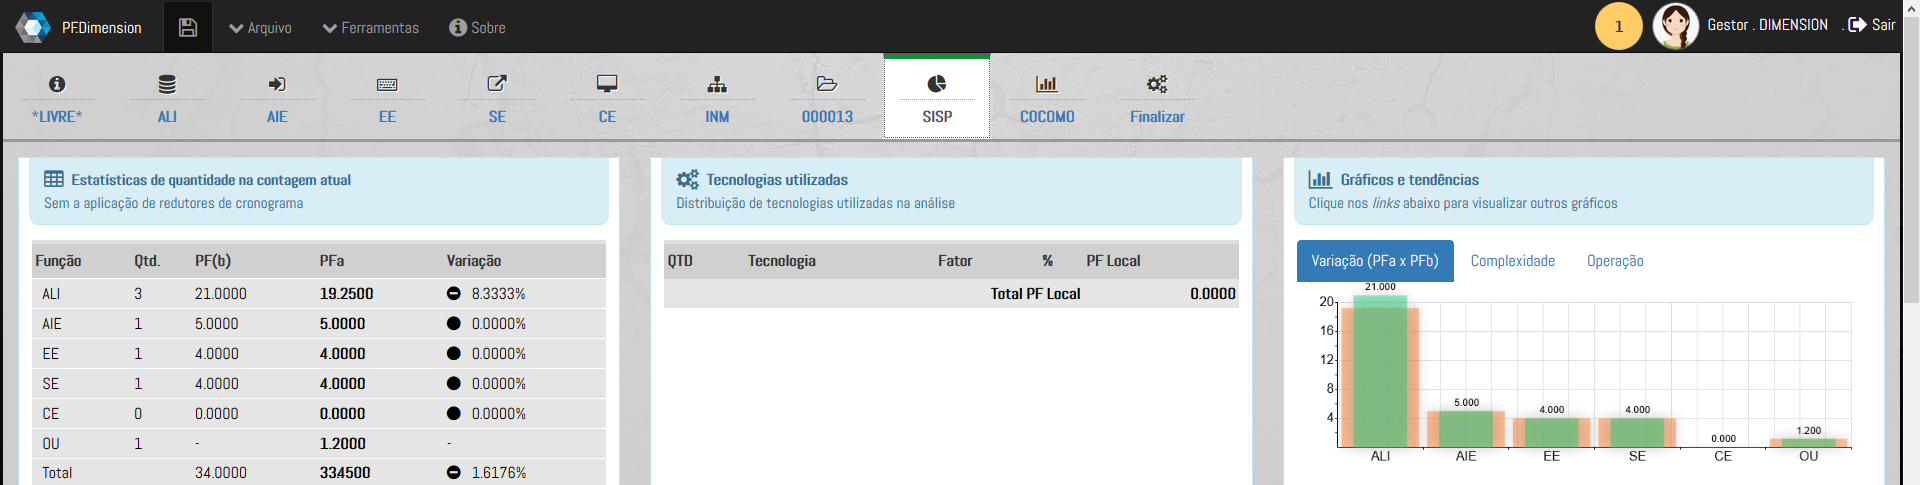 PF.Dimension Arquivo Ferramentas Sobre 1 Gestor . DIMENSION . Sair
*LIVRE* ALI AIE EE SE CE INM 000013 SISP COCOMO Finalizar
Estatísticas de quantidade na contagem atual
Sem a aplicação de redutores de cronograma
Função Qtd. PF(b) PFa Variação
ALI 3 21.0000 19.2500 8.3333%
AIE 1 5.0000 5.0000 0.0000%
EE 1 4.0000 4.0000 0.0000%
SE 1 4.0000 4.0000 0.0000%
CE 0 0.0000 0.0000 0.0000%
OU 1 - 1.2000 -
Total 34.0000 33.4500 1.6176%
Tecnologias utilizadas
Distribuição de tecnologias utilizadas na análise
QTD Tecnologia Fator % PF Local
Total PF Local 0.0000
Gráficos e tendências
Clique nos links abaixo para visualizar outros gráficos
Variação (PFa x PFb) Complexidade Operação
21.000
20
16
12
8
5.000
4.000 4.000
4
1.200
0.000
ALI AIE EE SE CE OU